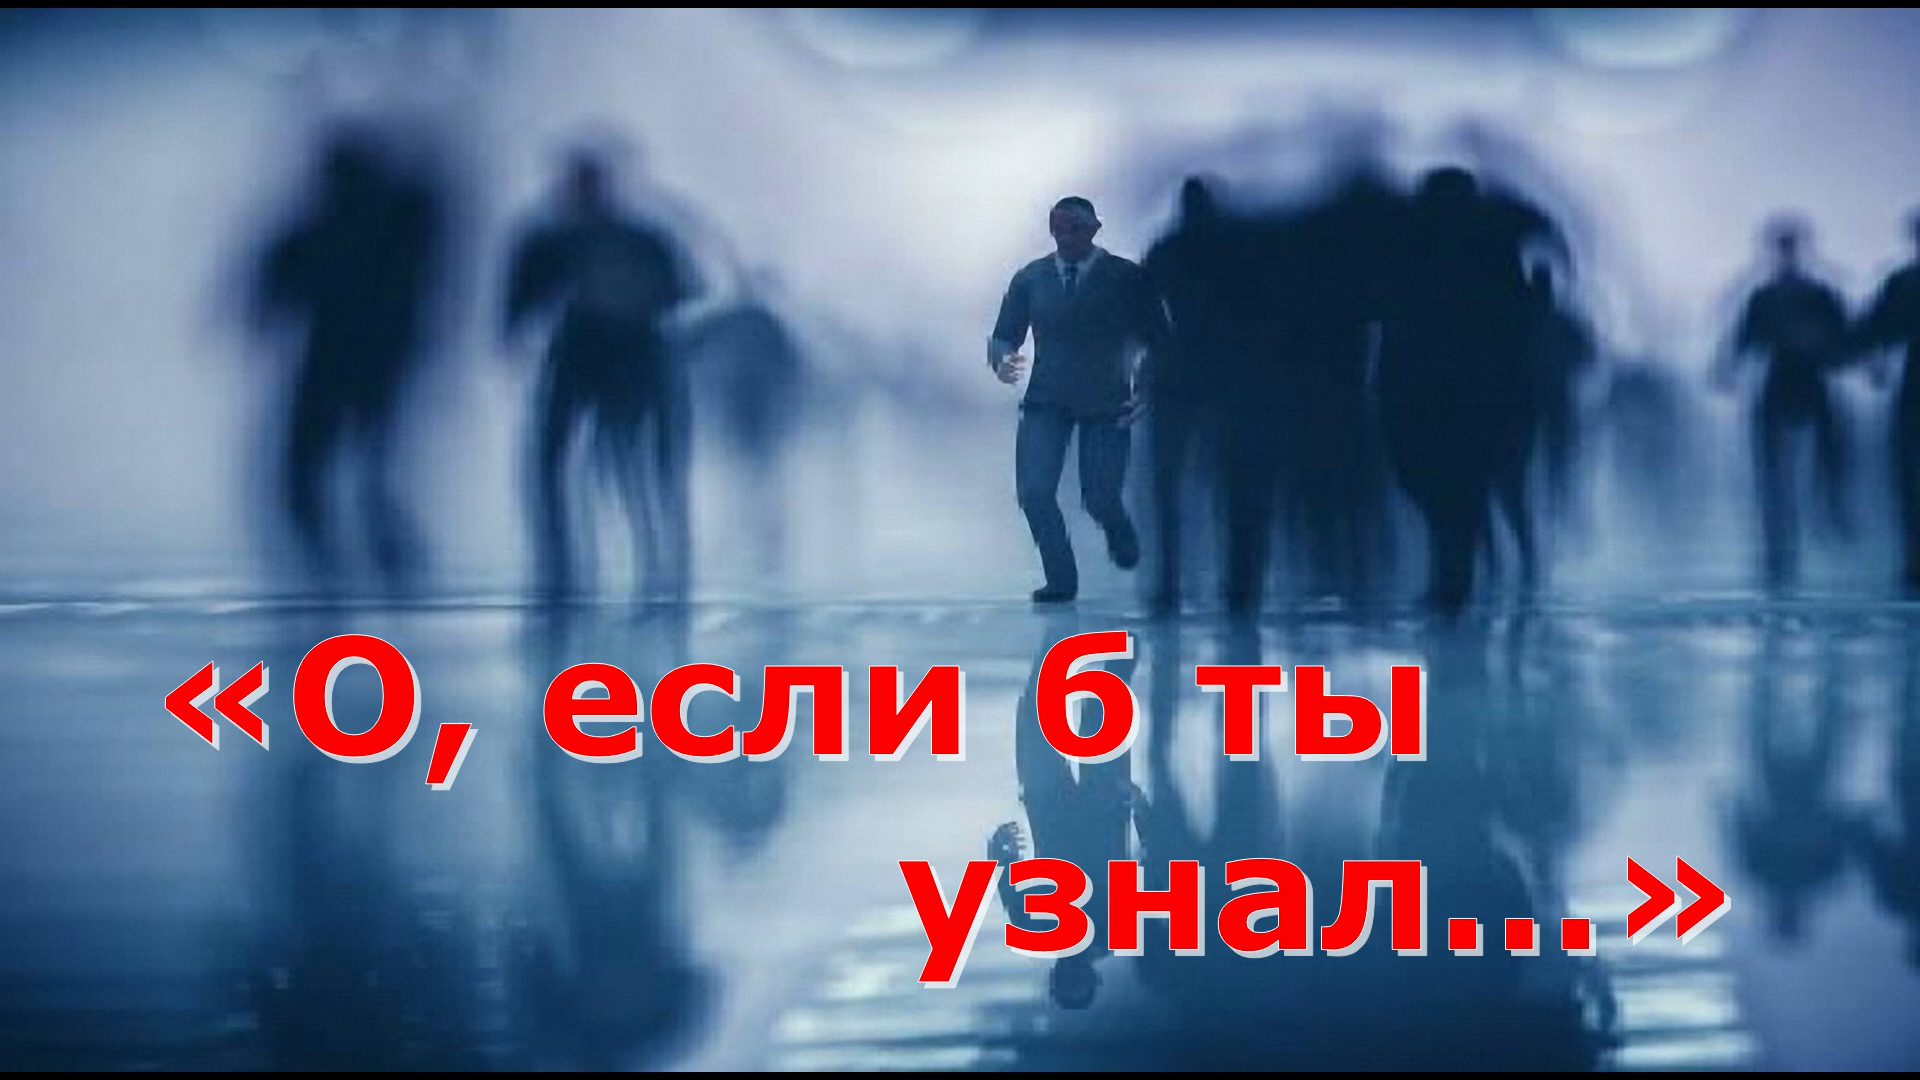 «О, если б ты
узнал...»